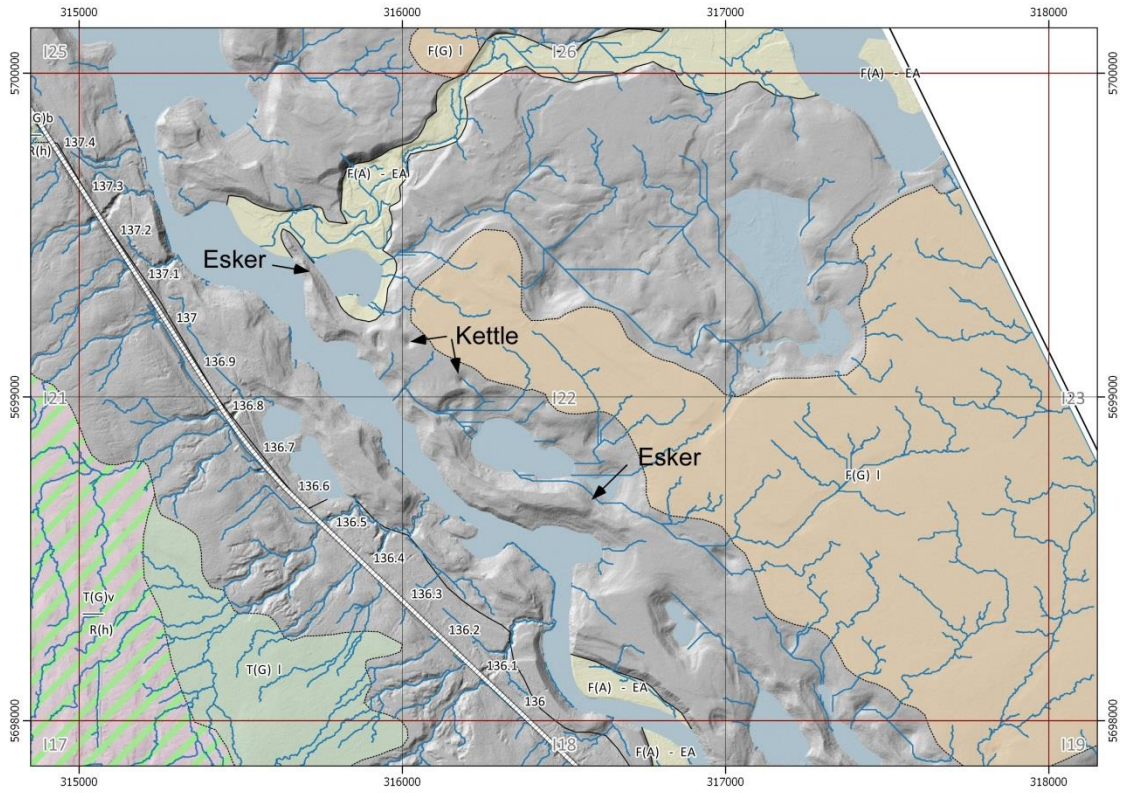 315000 316000 317000 318000
I25
I26
F(G) l
5700000
5700000
F(A) - EA
G)b
R(h)
137.4
137.3
F(A) - EA
137.2
Esker
137.1
137
Kettle
136.9
5699000
I21
136.8
I22
I23
5699000
136.7
Esker
F(G) l
136.6
136.5
136.4
T(G)v
R(h)
136.3
136.2
T(G) l
136.1
F(A) - EA
136
5698000
5698000
I17
I18
F(A) - EA
I19
315000 316000 317000 318000